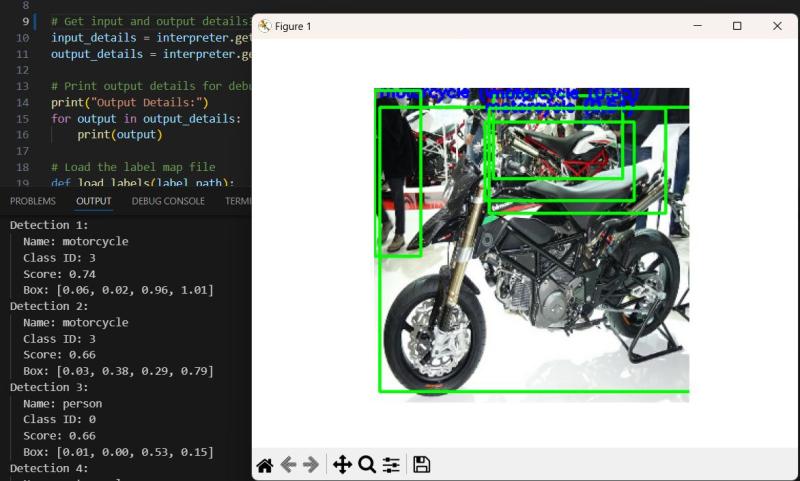 8
9 # Get input and output details
10 input_details = interpreter.get
11 output_details = interpreter.ge
12
13 # Print output details for debu
14 print("Output Details:")
15 for output in output_details:
16 print(output)
17
18 # Load the label map file
19 def load_labels(label_path):
PROBLEMS OUTPUT DEBUG CONSOLE TERMI
Detection 1:
Name: motorcycle
Class ID: 3
Score: 0.74
Box: [0.06, 0.02, 0.96, 1.01]
Detection 2:
Name: motorcycle
Class ID: 3
Score: 0.66
Box: [0.03, 0.38, 0.29, 0.79]
Detection 3:
Name: person
Class ID: 0
Score: 0.66
Box: [0.01, 0.00, 0.53, 0.15]
Detection 4:
Figure 1
motorcycle motorcycle
motorcycle